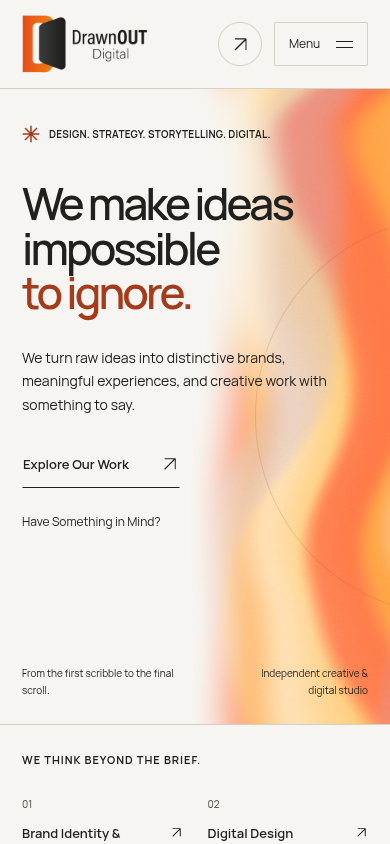 DrawnOUT
Digital
Menu
DESIGN. STRATEGY. STORYTELLING. DIGITAL.
We make ideas
impossible
to ignore.
We turn raw ideas into distinctive brands,
meaningful experiences, and creative work with
something to say.
Explore Our Work
Have Something in Mind?
From the first scribble to the final
scroll.
Independent creative &
digital studio
WE THINK BEYOND THE BRIEF.
01
Brand Identity &
02
Digital Design